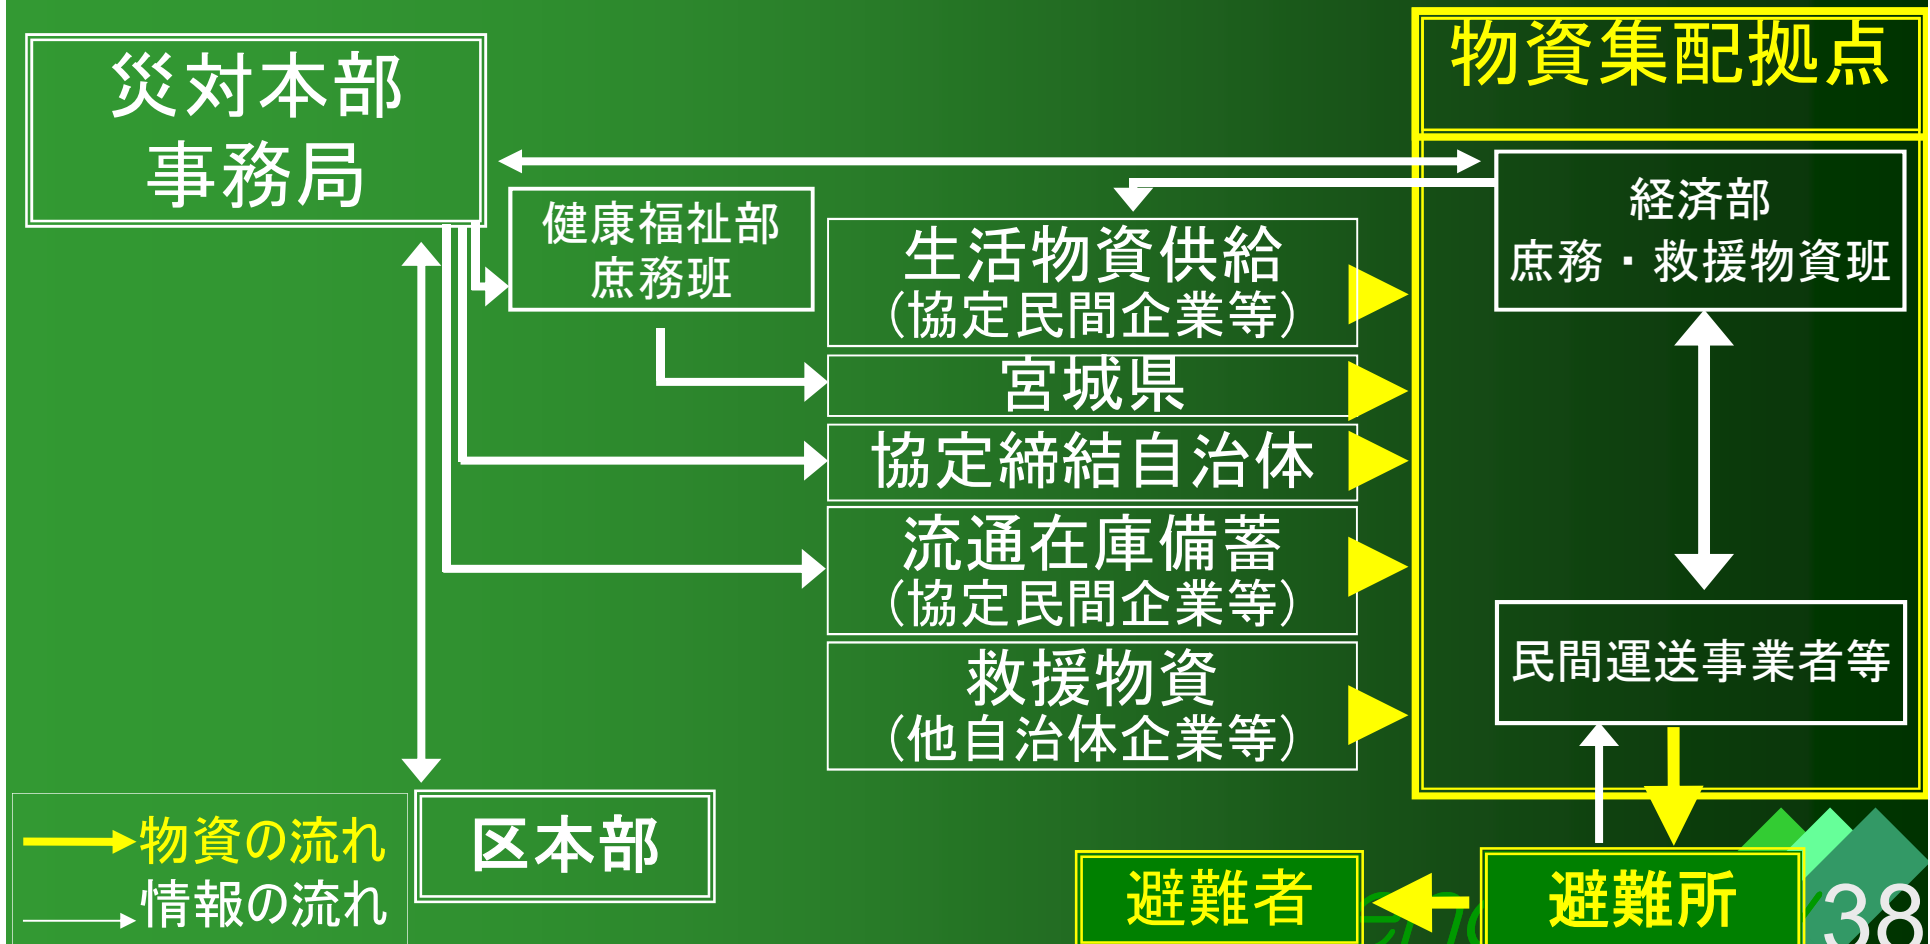 災対本部
事務局
物資集配拠点
健康福祉部
庶務班
経済部
庶務・救援物資班
生活物資供給
（協定民間企業等）
宮城県
協定締結自治体
流通在庫備蓄
（協定民間企業等）
救援物資
（他自治体企業等）
民間運送事業者等
区本部
物資の流れ
情報の流れ
避難者
避難所
38